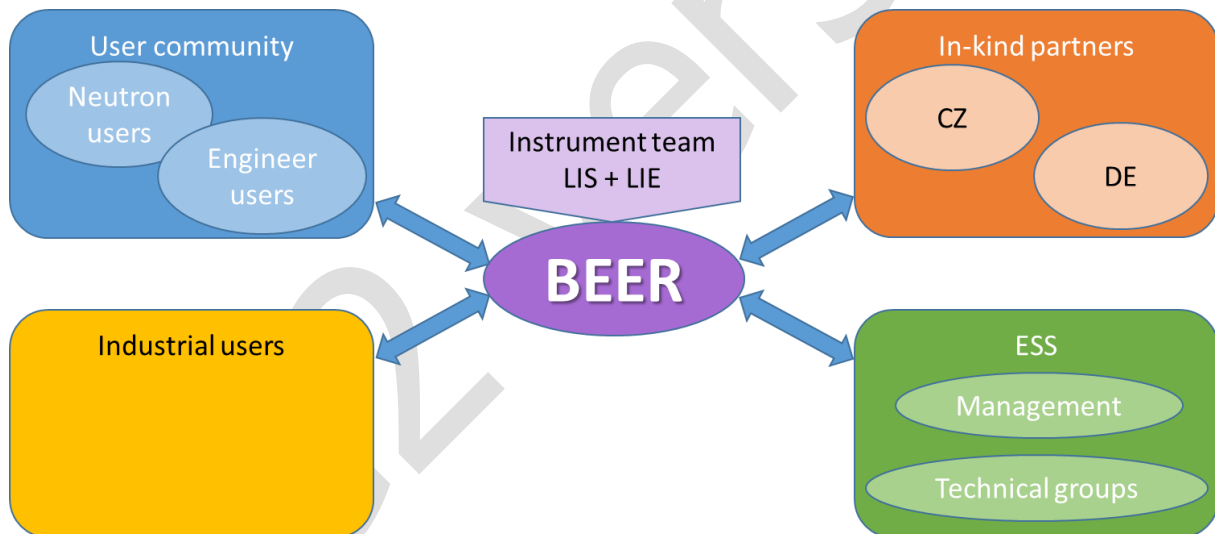 User community
Neutron
users
Engineer
users
In-kind partners
CZ
DE
Instrument team
LIS + LIE
BEER
Industrial users
ESS
Management
Technical groups